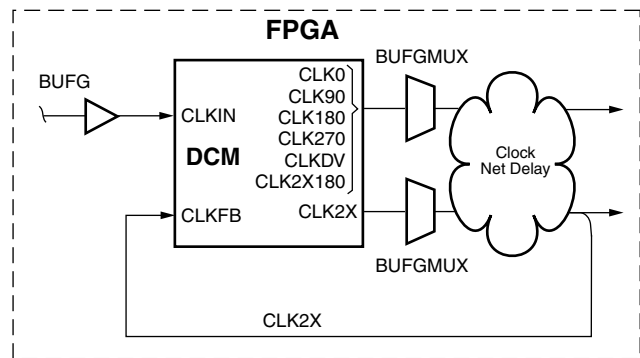 FPGA
BUFG
BUFGMUX
CLK0
CLK90
CLK180
CLK270
CLKDV
CLK2X180
CLKIN
DCM
CLKFB
CLK2X
Clock
Net Delay
BUFGMUX
CLK2X